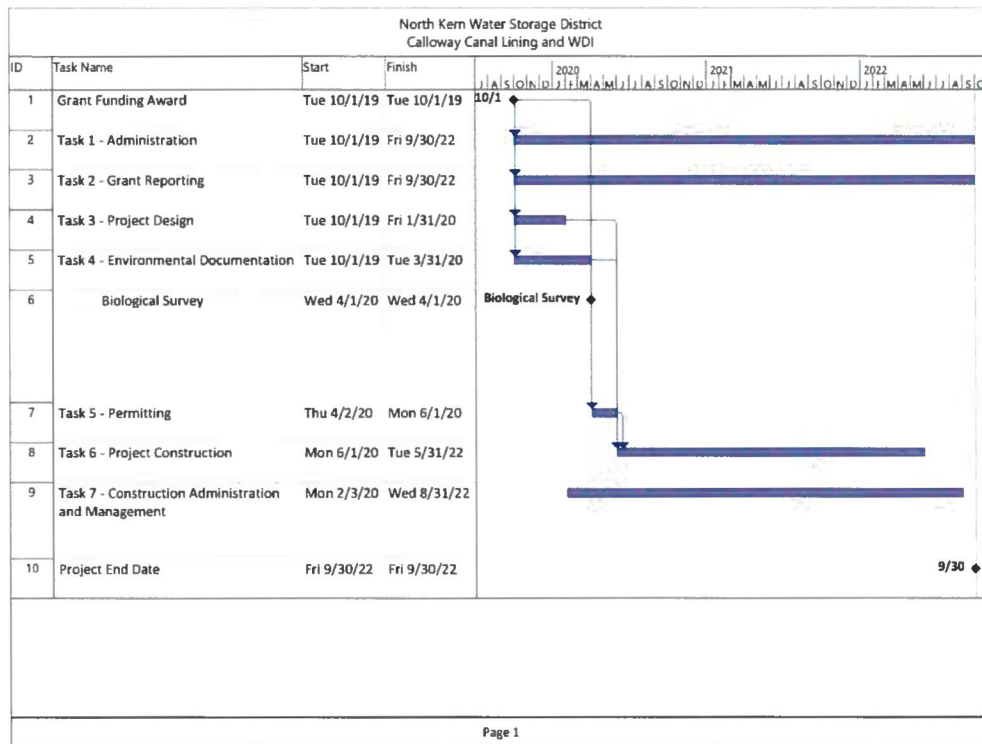 North Kern Water Storage District
Calloway Canal Lining and WDI
ID Task Name Start Finish 2020 2021 2022
J A S O N D J F M A M J J A S O N D J F M A M J J A S O N D J F M A M J J A S O
1 Grant Funding Award Tue 10/1/19 Tue 10/1/19 10/1
2 Task 1 - Administration Tue 10/1/19 Fri 9/30/22
3 Task 2 - Grant Reporting Tue 10/1/19 Fri 9/30/22
4 Task 3 - Project Design Tue 10/1/19 Fri 1/31/20
5 Task 4 - Environmental Documentation Tue 10/1/19 Tue 3/31/20
6 Biological Survey Wed 4/1/20 Wed 4/1/20 Biological Survey
7 Task 5 - Permitting Thu 4/2/20 Mon 6/1/20
8 Task 6 - Project Construction Mon 6/1/20 Tue 5/31/22
9 Task 7 - Construction Administration Mon 2/3/20 Wed 8/31/22
and Management
10 Project End Date Fri 9/30/22 Fri 9/30/22 9/30
Page 1